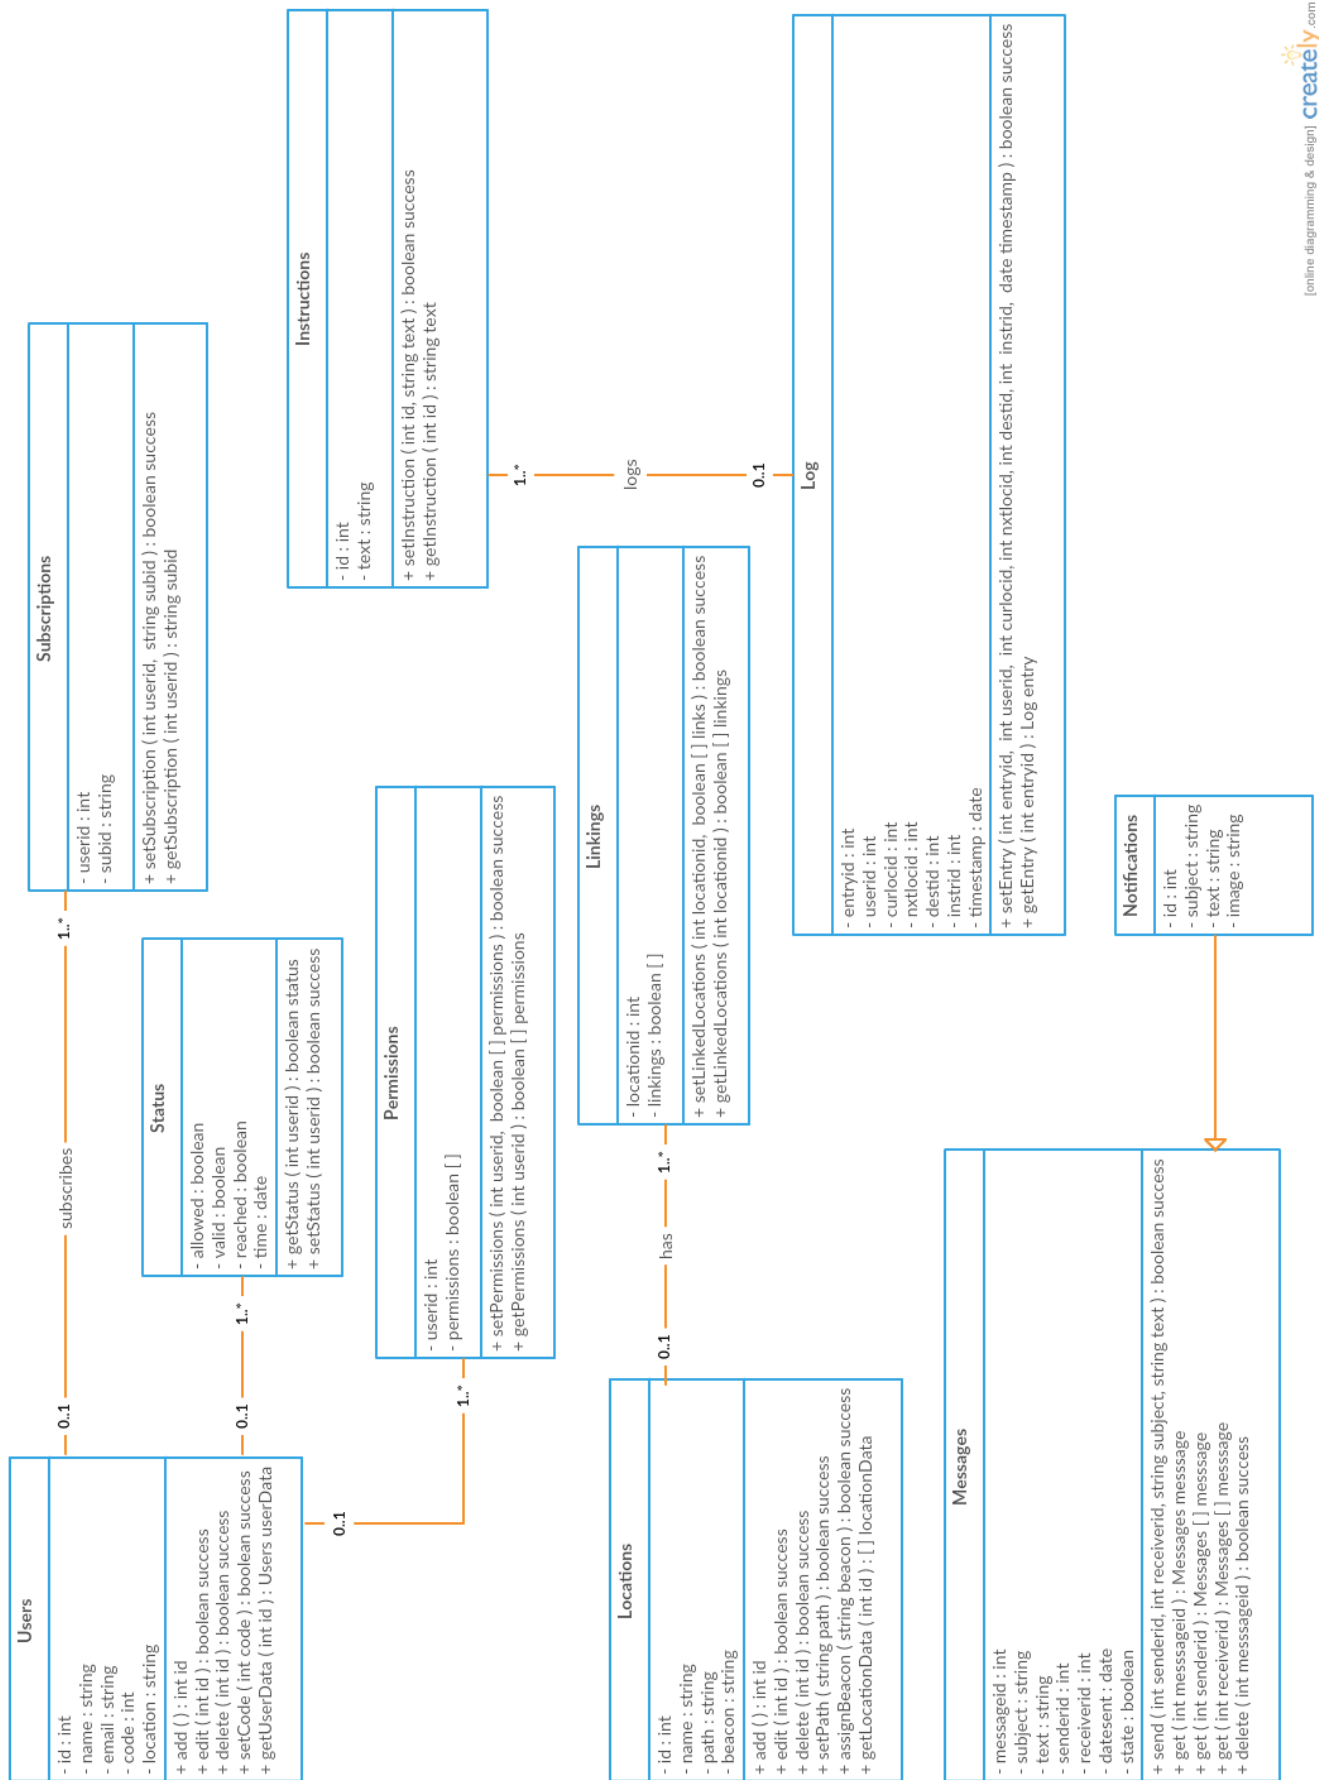 Users
- id : int
- name : string
- email : string
- code : int
- location : string
+ add ( ) : int id
+ edit ( int id ) : boolean success
+ delete ( int id ) : boolean success
+ setCode ( int code ) : boolean success
+ getUserData ( int id ) : Users userData
0..1
subscribes
1..*
Subscriptions
- userid : int
- subid : string
+ setSubscription ( int userid, string subid ) : boolean success
+ getSubscription ( int userid ) : string subid
0..1
1..*
Status
- allowed : boolean
- valid : boolean
- reached : boolean
- time : date
+ getStatus ( int userid ) : boolean status
+ setStatus ( int userid ) : boolean success
0..1
1..*
Permissions
- userid : int
- permissions : boolean [ ]
+ setPermissions ( int userid, boolean [ ] permissions ) : boolean success
+ getPermissions ( int userid ) : boolean [ ] permissions
Instructions
- id : int
- text : string
+ setInstruction ( int id, string text ) : boolean success
+ getInstruction ( int id ) : string text
1..*
logs
0..1
Locations
- id : int
- name : string
- path : string
- beacon : string
+ add ( ) : int id
+ edit ( int id ) : boolean success
+ delete ( int id ) : boolean success
+ setPath ( string path ) : boolean success
+ assignBeacon ( string beacon ) : boolean success
+ getLocationData ( int id ) : [ ] locationData
0..1
has
1..*
Linkings
- locationid : int
- linkings : boolean [ ]
+ setLinkedLocations ( int locationid, boolean [ ] links ) : boolean success
+ getLinkedLocations ( int locationid ) : boolean [ ] linkings
Log
- entryid : int
- userid : int
- curlocid : int
- nxtlocid : int
- destid : int
- instrid : int
- timestamp : date
+ setEntry ( int entryid, int userid, int curlocid, int nxtlocid, int destid, int instrid, date timestamp ) : boolean success
+ getEntry ( int entryid ) : Log entry
Messages
- messageid : int
- subject : string
- text : string
- senderid : int
- receiverid : int
- datesent : date
- state : boolean
+ send ( int senderid, int receiverid, string subject, string text ) : boolean success
+ get ( int messsageid ) : Messages messsage
+ get ( int senderid ) : Messages [ ] messsage
+ get ( int receiverid ) : Messages [ ] messsage
+ delete ( int messsageid ) : boolean success
Notifications
- id : int
- subject : string
- text : string
- image : string
[online diagramming & design] creately.com